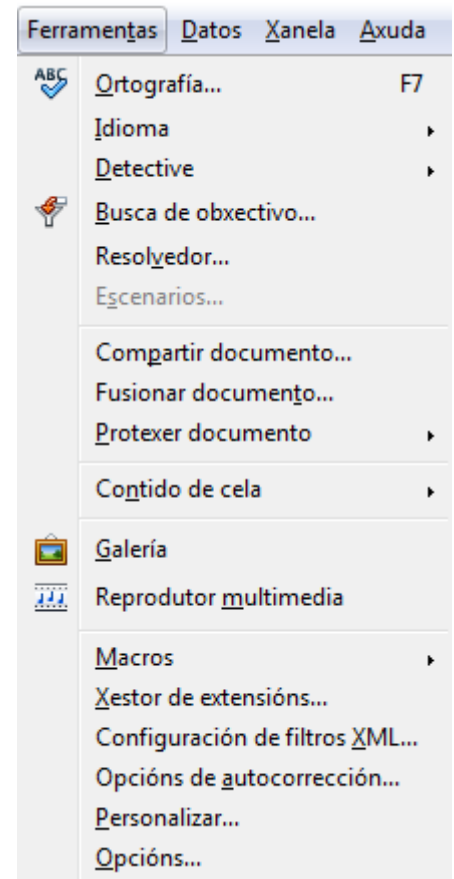 Ferramentas Datos Xanela Axuda
ABC Ortografía... F7
Idioma
Detective
Busca de obxectivo...
Resolvedor...
Escenarios...
Compartir documento...
Fusionar documento...
Protexer documento
Contido de cela
Galería
Reprodutor multimedia
Macros
Xestor de extensións...
Configuración de filtros XML...
Opcións de autocorrección...
Personalizar...
Opcións...